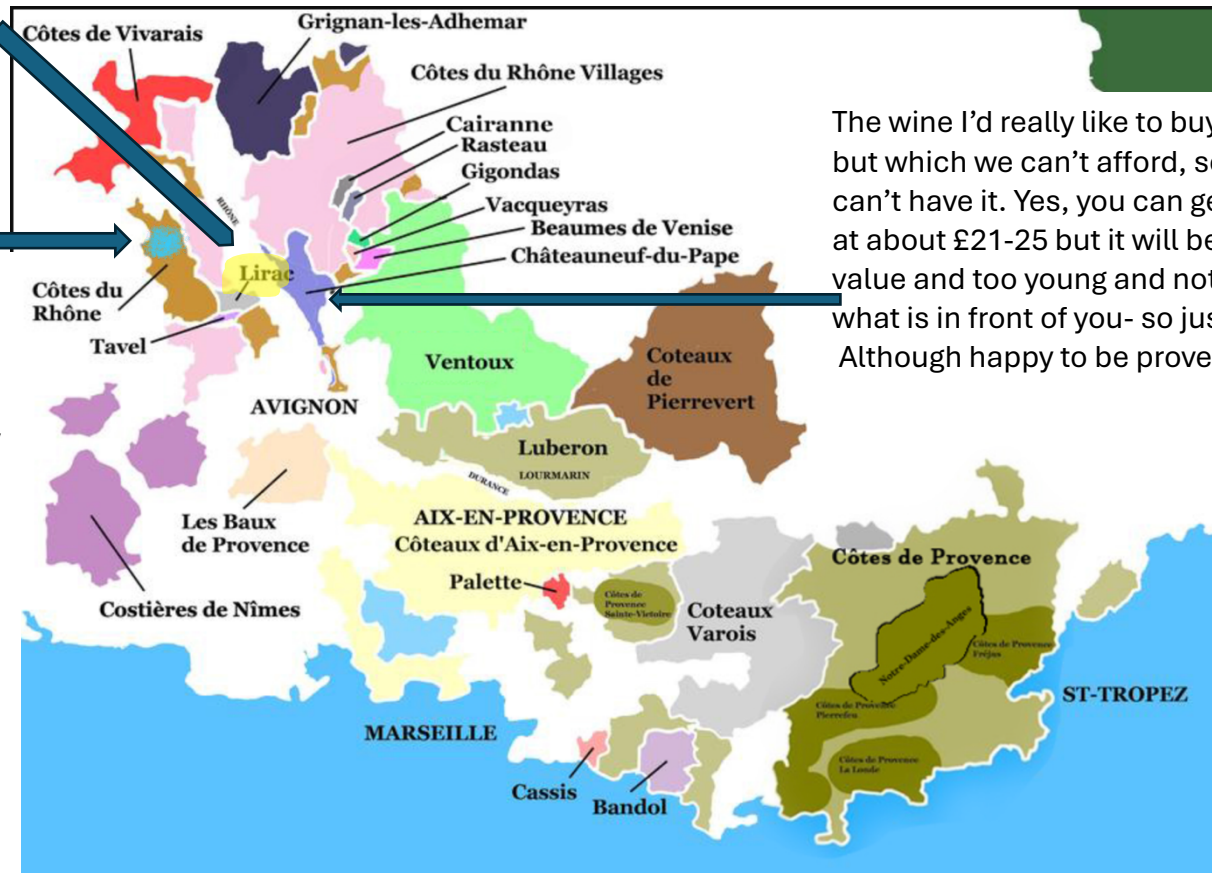 Côtes de Vivarais
Grignan-les-Adhemar
Côtes du Rhône Villages
Cairanne
Rasteau
Gigondas
Vacqueyras
Beaumes de Venise
Châteauneuf-du-Pape
RHÔNE
Lirac
Côtes du
Rhône
Tavel
AVIGNON
Ventoux
Coteaux
de
Pierrevert
Luberon
LOURMARIN
DURANCE
Les Baux
de Provence
AIX-EN-PROVENCE
Côteaux d'Aix-en-Provence
Costières de Nîmes
Palette
Côtes de
Provence
Sainte-Victoire
Coteaux
Varois
Côtes de Provence
Notre-Dame-des-Anges
Côtes de Provence
Fréjus
Côtes de Provence
Pierrefeu
Côtes de Provence
La Londe
ST-TROPEZ
MARSEILLE
Cassis
Bandol
The wine I’d really like to buy
but which we can’t afford, so
can’t have it. Yes, you can ge
at about £21-25 but it will be
value and too young and not
what is in front of you- so jus
Although happy to be prove